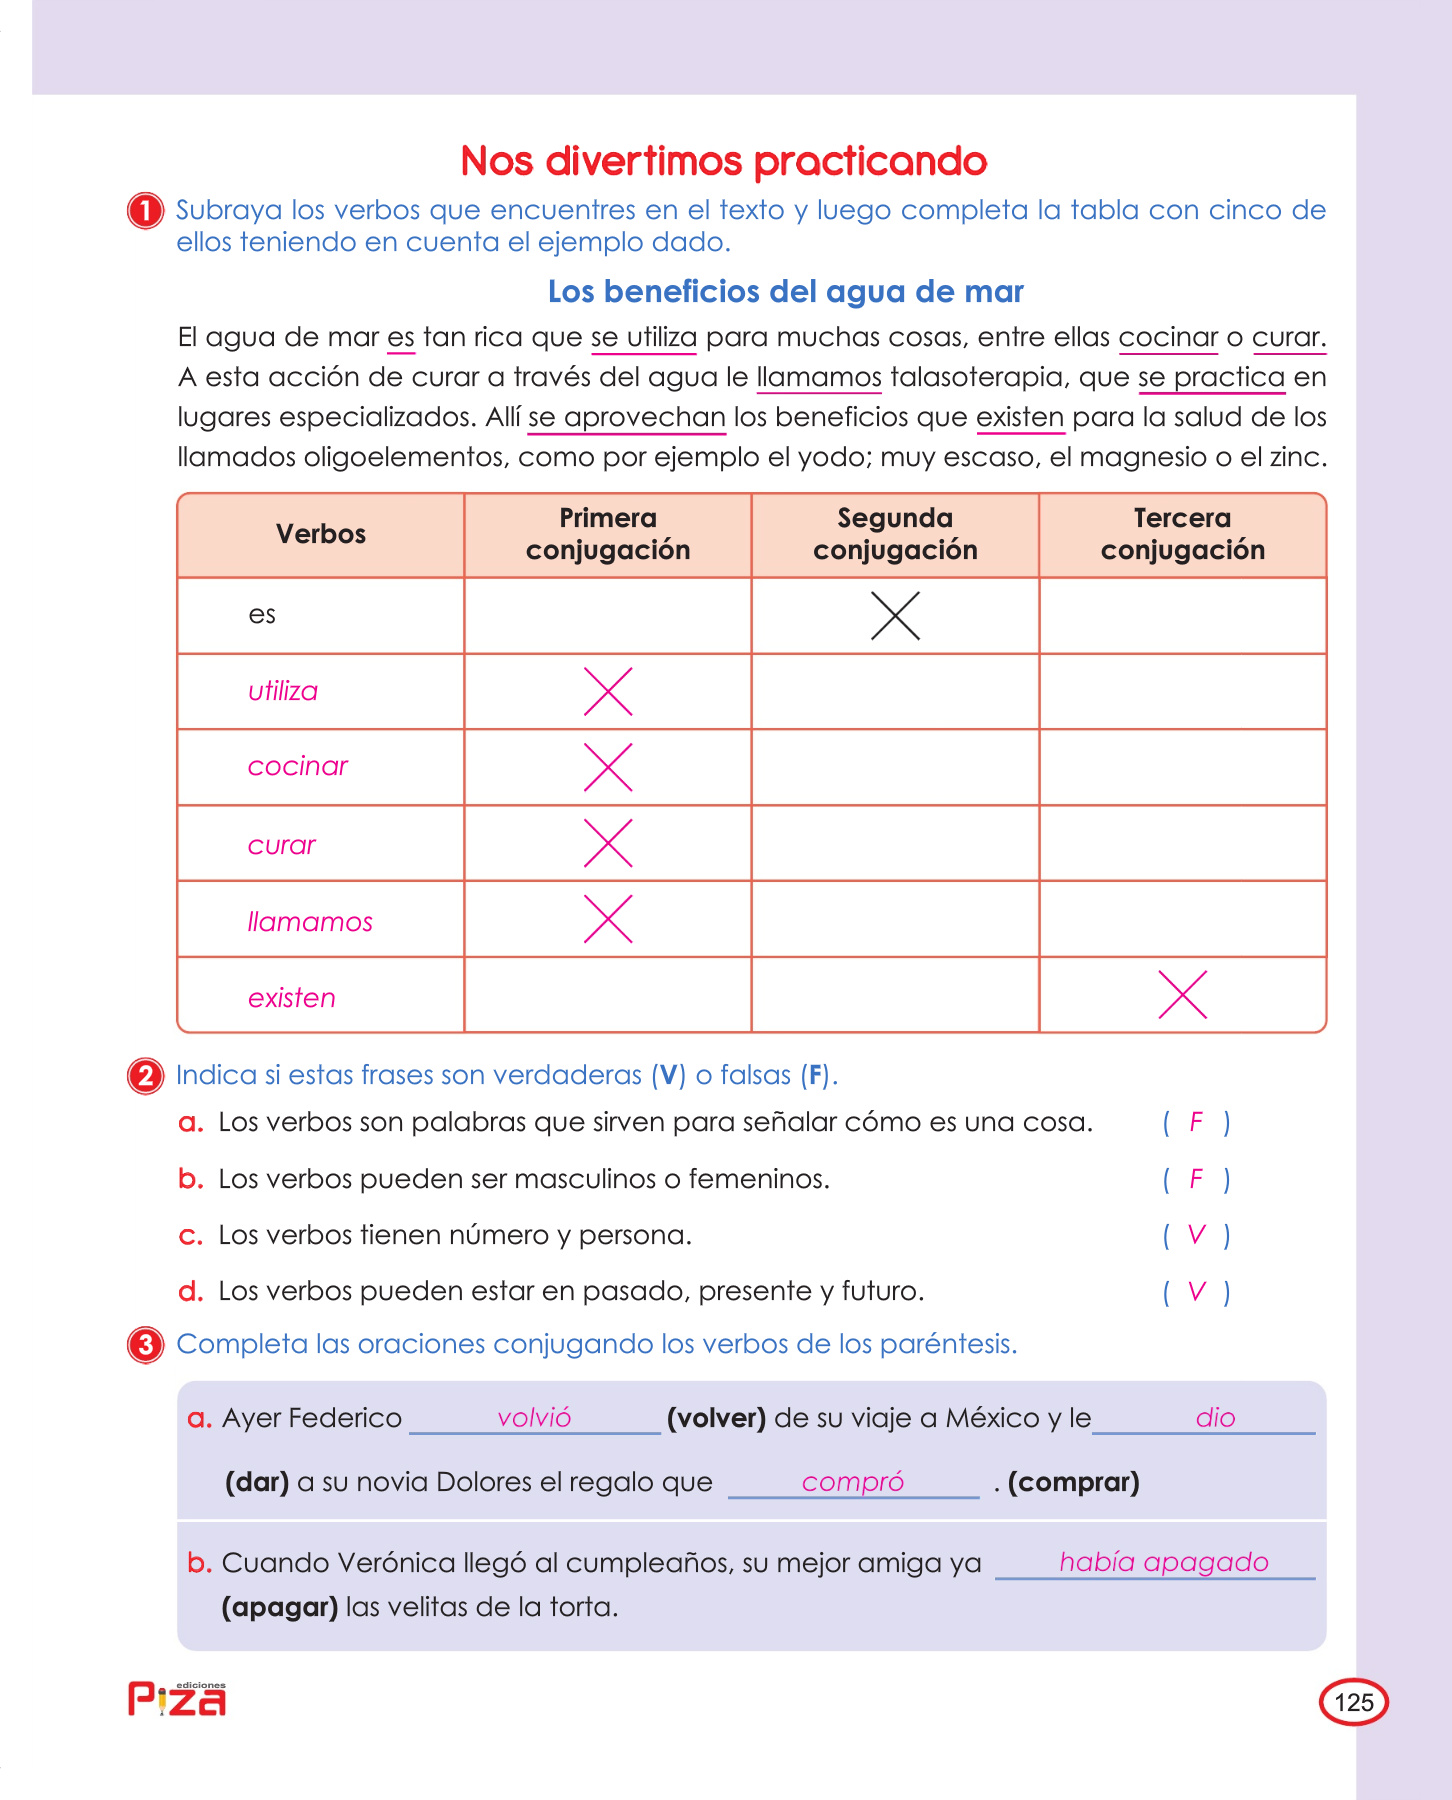 Nos divertimos practicando
1 Subraya los verbos que encuentres en el texto y luego completa la tabla con cinco de
ellos teniendo en cuenta el ejemplo dado.
Los beneficios del agua de mar
El agua de mar es tan rica que se utiliza para muchas cosas, entre ellas cocinar o curar.
A esta acción de curar a través del agua le llamamos talasoterapia, que se practica en
lugares especializados. Allí se aprovechan los beneficios que existen para la salud de los
llamados oligoelementos, como por ejemplo el yodo; muy escaso, el magnesio o el zinc.
Verbos
Primera
conjugación
Segunda
conjugación
Tercera
conjugación
es
utiliza
cocinar
curar
llamamos
existen
2 Indica si estas frases son verdaderas (V) o falsas (F).
a. Los verbos son palabras que sirven para señalar cómo es una cosa. ( F )
b. Los verbos pueden ser masculinos o femeninos. ( F )
c. Los verbos tienen número y persona. ( V )
d. Los verbos pueden estar en pasado, presente y futuro. ( V )
3 Completa las oraciones conjugando los verbos de los paréntesis.
a. Ayer Federico volvió (volver) de su viaje a México y le dio
(dar) a su novia Dolores el regalo que compró . (comprar)
b. Cuando Verónica llegó al cumpleaños, su mejor amiga ya había apagado
(apagar) las velitas de la torta.
ediciones
Piza
125